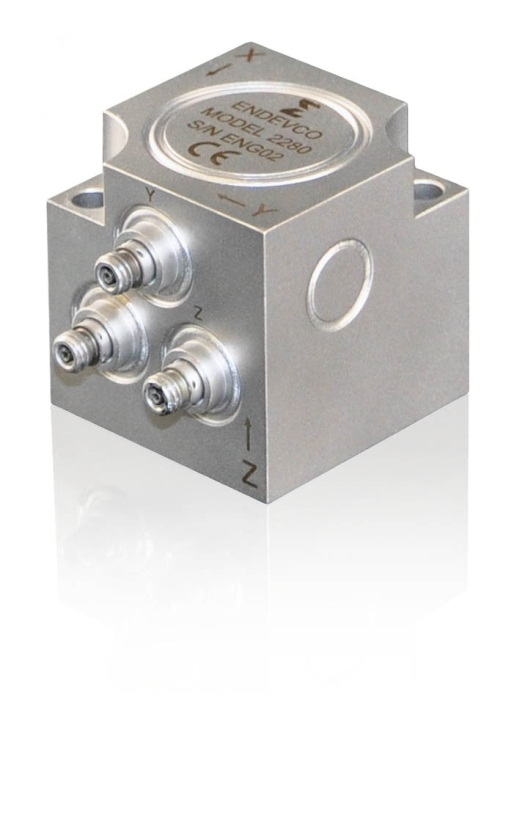 X
ENDEVCO
MODEL 2280
S/N ENG02
CE
Y
Y
Z
Z